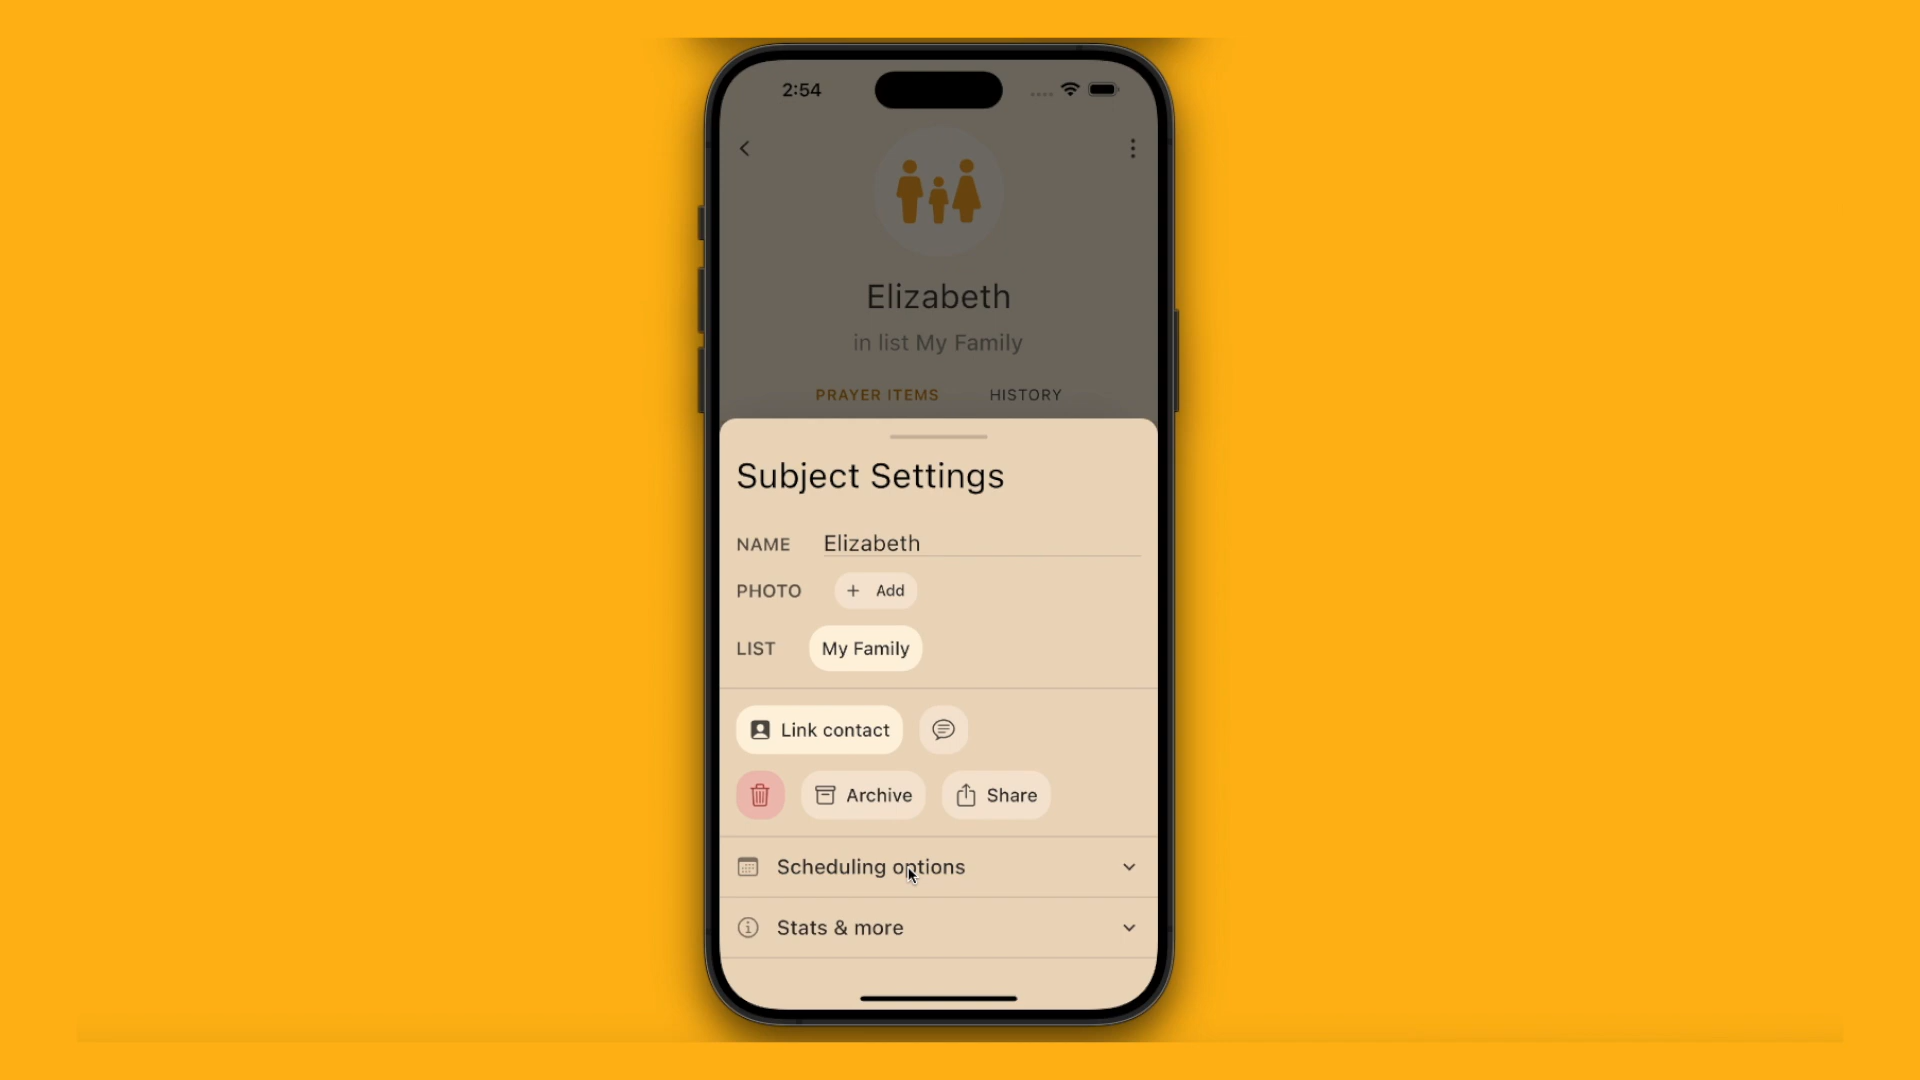 2:54
Elizabeth
in list My Family
PRAYER ITEMS HISTORY
Subject Settings
NAME Elizabeth
PHOTO + Add
LIST My Family
Link contact
Archive Share
Scheduling options
Stats & more